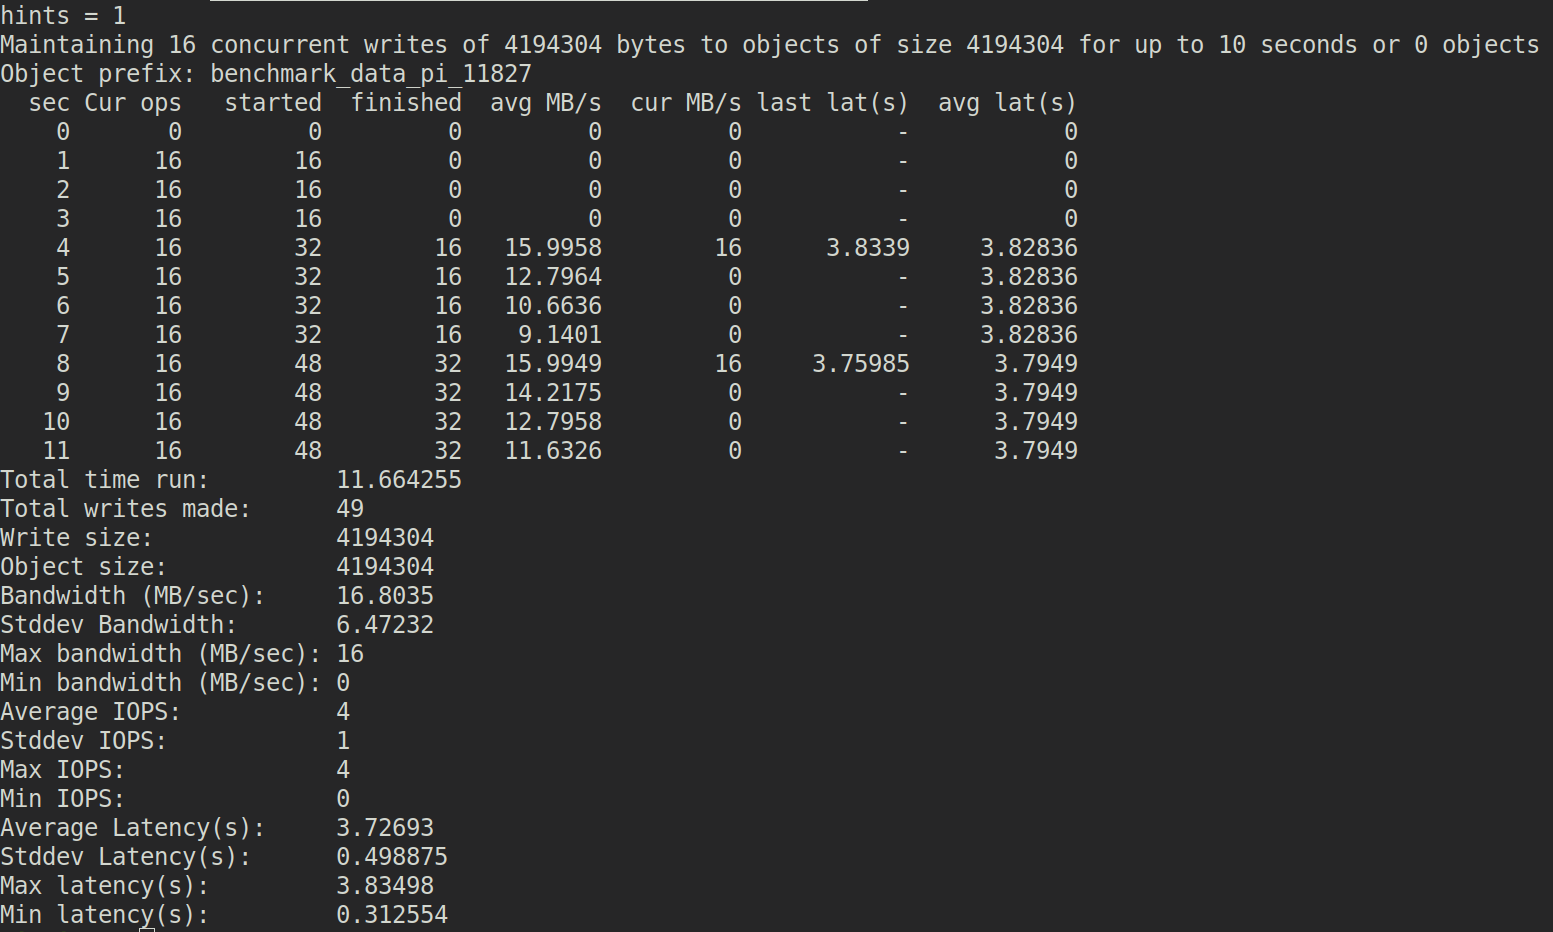 hints = 1
Maintaining 16 concurrent writes of 4194304 bytes to objects of size 4194304 for up to 10 seconds or 0 objects
Object prefix: benchmark_data_pi_11827
  sec Cur ops   started  finished  avg MB/s  cur MB/s last lat(s)  avg lat(s)
    0       0         0         0         0         0           -           0
    1      16        16         0         0         0           -           0
    2      16        16         0         0         0           -           0
    3      16        16         0         0         0           -           0
    4      16        32        16   15.9958        16      3.8339     3.82836
    5      16        32        16   12.7964         0           -     3.82836
    6      16        32        16   10.6636         0           -     3.82836
    7      16        32        16    9.1401         0           -     3.82836
    8      16        48        32   15.9949        16     3.75985      3.7949
    9      16        48        32   14.2175         0           -      3.7949
   10      16        48        32   12.7958         0           -      3.7949
   11      16        48        32   11.6326         0           -      3.7949
Total time run:         11.664255
Total writes made:      49
Write size:             4194304
Object size:            4194304
Bandwidth (MB/sec):     16.8035
Stddev Bandwidth:       6.47232
Max bandwidth (MB/sec): 16
Min bandwidth (MB/sec): 0
Average IOPS:           4
Stddev IOPS:            1
Max IOPS:               4
Min IOPS:               0
Average Latency(s):     3.72693
Stddev Latency(s):      0.498875
Max latency(s):         3.83498
Min latency(s):         0.312554